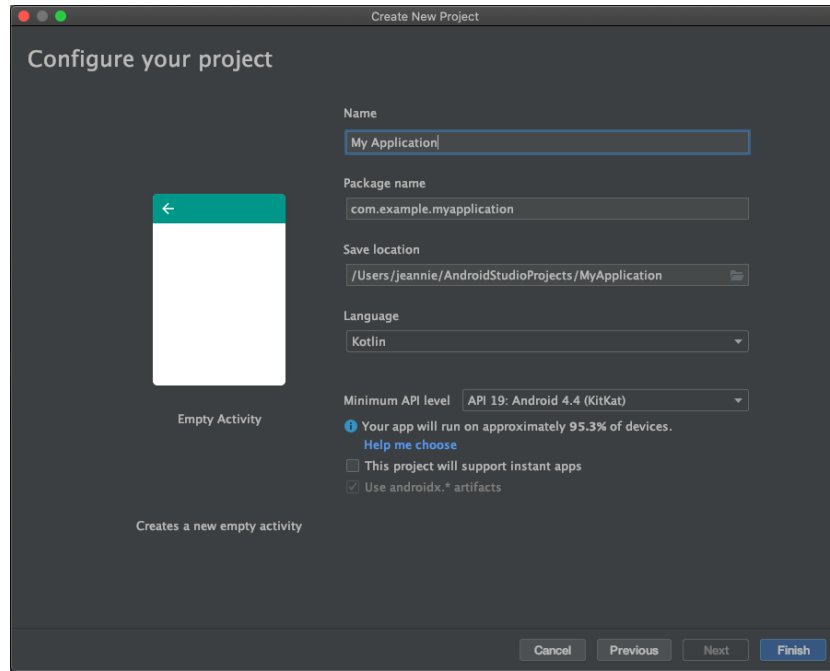 Create New Project
Configure your project
Name
My Application
Package name
com.example.myapplication
Save location
/Users/jeannie/AndroidStudioProjects/MyApplication
Language
Kotlin
Empty Activity
Minimum API level API 19: Android 4.4 (KitKat)
Your app will run on approximately 95.3% of devices.
Help me choose
This project will support instant apps
Use androidx.* artifacts
Creates a new empty activity
Cancel Previous Next Finish